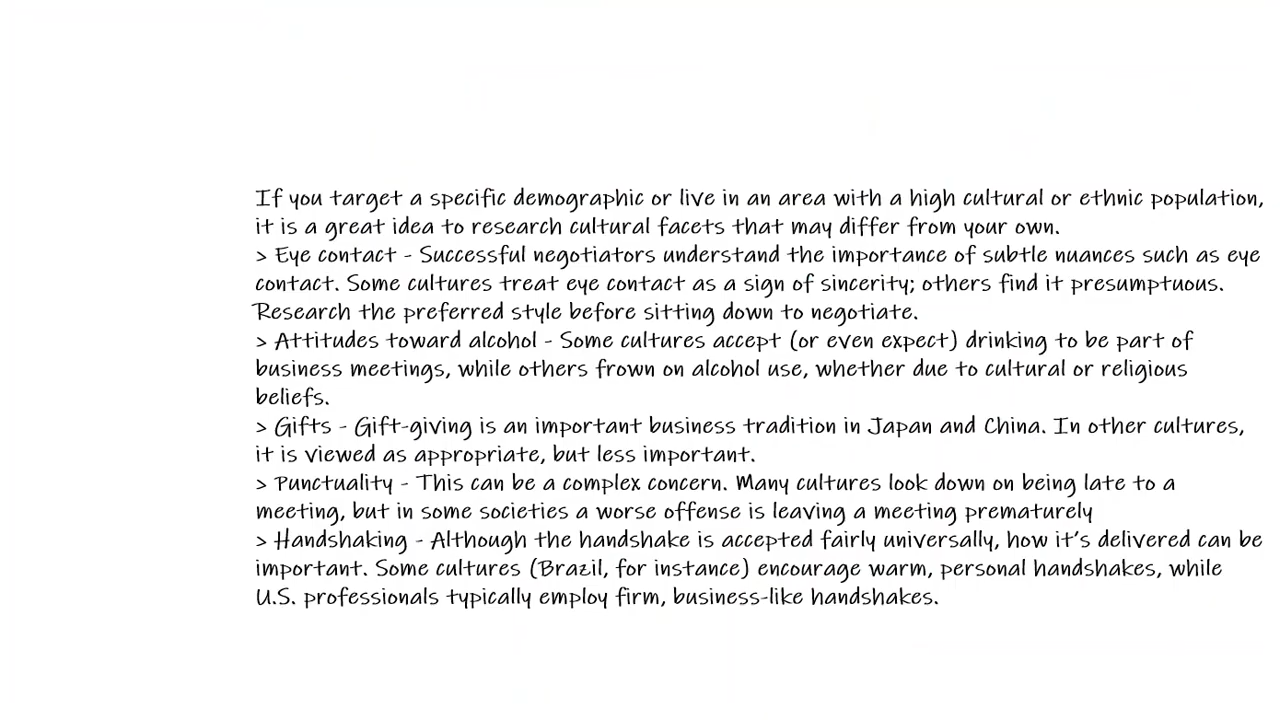 If you target a specific demographic or live in an area with a high cultural or ethnic population,
it is a great idea to research cultural facets that may differ from your own.
> Eye contact - Successful negotiators understand the importance of subtle nuances such as eye
contact. Some cultures treat eye contact as a sign of sincerity; others find it presumptuous.
Research the preferred style before sitting down to negotiate.
> Attitudes toward alcohol - Some cultures accept (or even expect) drinking to be part of
business meetings, while others frown on alcohol use, whether due to cultural or religious
beliefs.
> Gifts - Gift-giving is an important business tradition in Japan and China. In other cultures,
it is viewed as appropriate, but less important.
> Punctuality - This can be a complex concern. Many cultures look down on being late to a
meeting, but in some societies a worse offense is leaving a meeting prematurely
> Handshaking - Although the handshake is accepted fairly universally, how it's delivered can be
important. Some cultures (Brazil, for instance) encourage warm, personal handshakes, while
U.S. professionals typically employ firm, business-like handshakes.